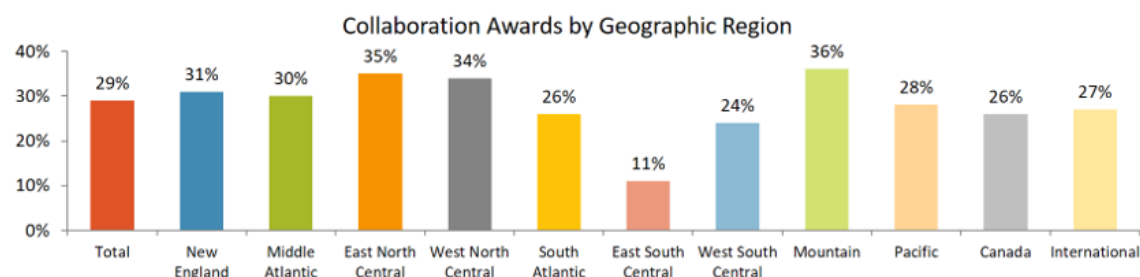 Collaboration Awards by Geographic Region
40%
30%
20%
10%
0%
29%
31%
30%
35%
34%
26%
11%
24%
36%
28%
26%
27%
Total
New England
Middle Atlantic
East North Central
West North Central
South Atlantic
East South Central
West South Central
Mountain
Pacific
Canada
International